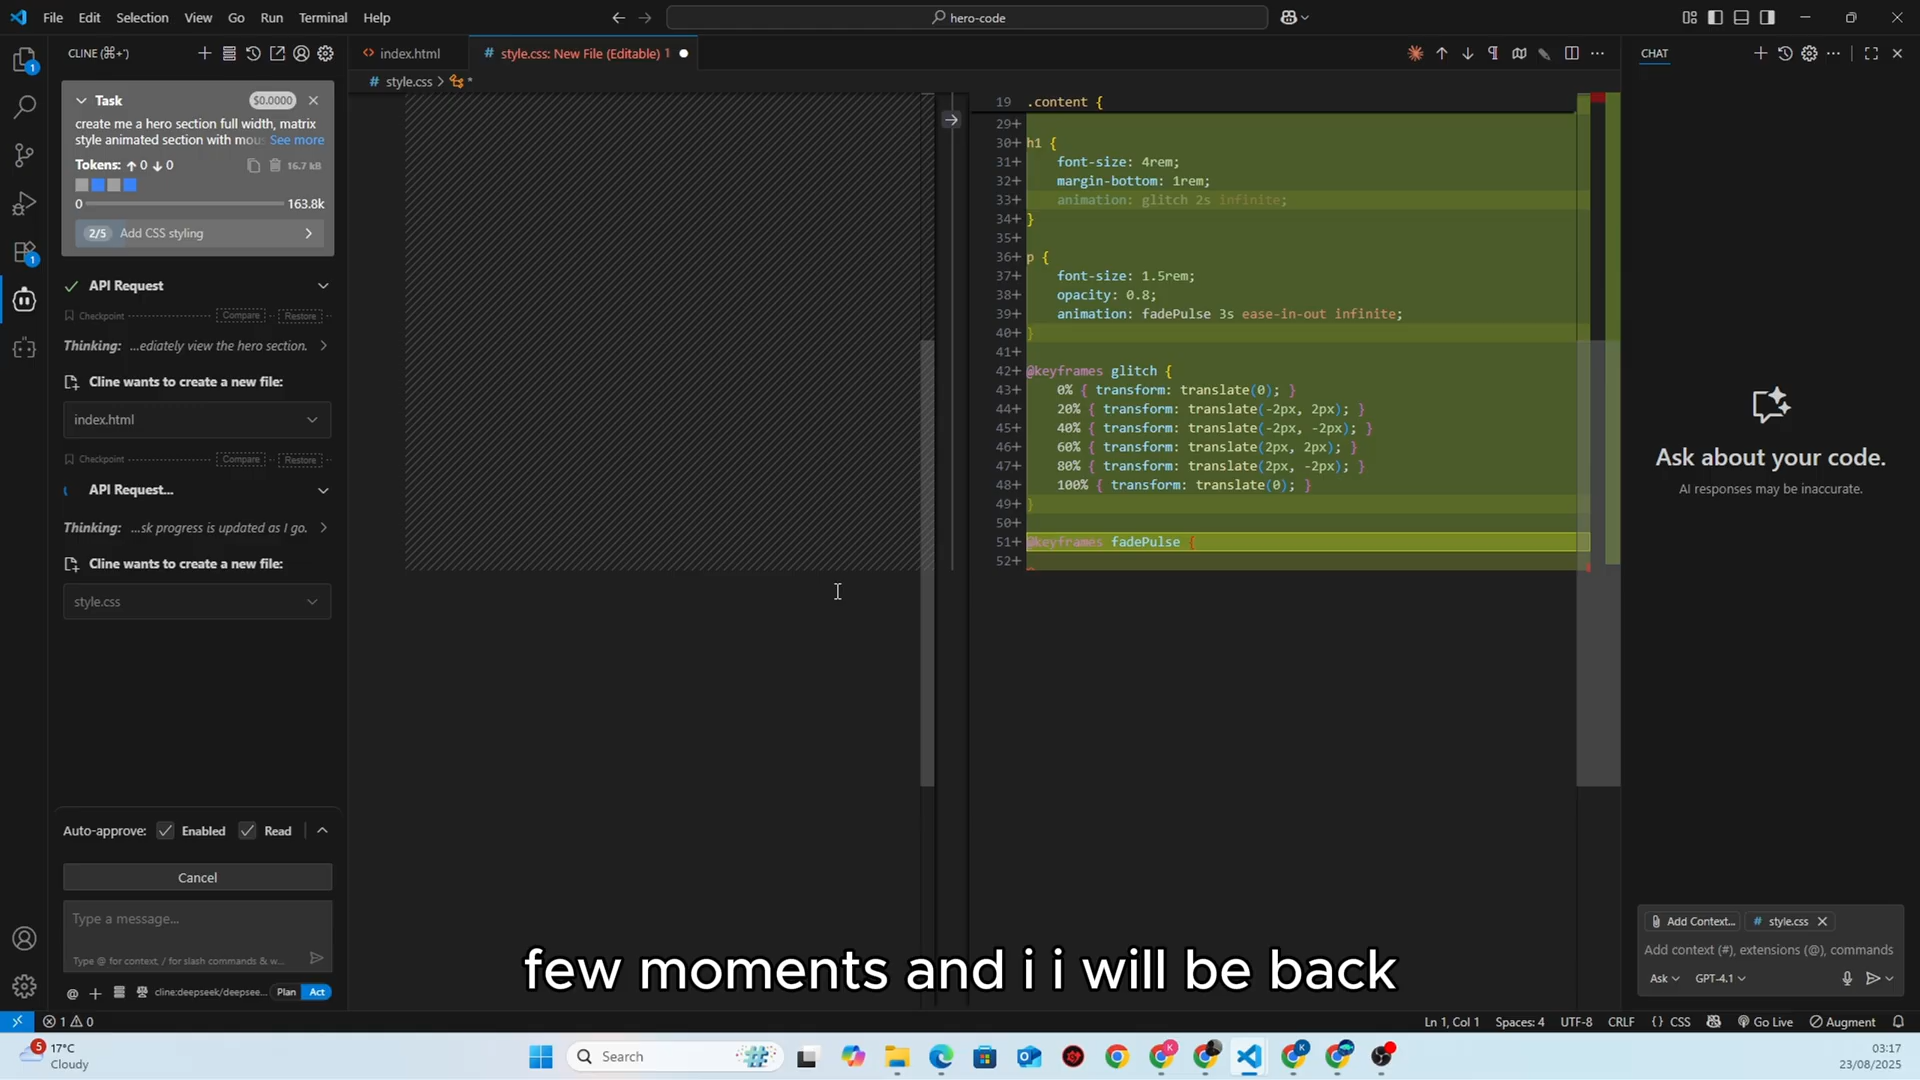 File Edit Selection View Go Run Terminal Help
hero-code
CLINE (⌘+')
Task
$0.0000
create me a hero section full width, matrix
style animated section with mous See more
Tokens: ↑ 0 ↓ 0
16.7 kB
0
163.8k
2/5 Add CSS styling
API Request
Checkpoint
Compare
Restore
Thinking: ...ediately view the hero section.
Cline wants to create a new file:
index.html
Checkpoint
Compare
Restore
API Request...
Thinking: ...sk progress is updated as I go.
Cline wants to create a new file:
style.css
Auto-approve: Enabled Read
Cancel
Type a message...
Type @ for context, / for slash commands & w...
cline:deepseek/deepsee...
Plan
Act
index.html
# style.css: New File (Editable) 1
# style.css >
19 .content {
29+
30+ h1 {
31+ font-size: 4rem;
32+ margin-bottom: 1rem;
33+ animation: glitch 2s infinite;
34+ }
35+
36+ p {
37+ font-size: 1.5rem;
38+ opacity: 0.8;
39+ animation: fadePulse 3s ease-in-out infinite;
40+ }
41+
42+ @keyframes glitch {
43+ 0% { transform: translate(0); }
44+ 20% { transform: translate(-2px, 2px); }
45+ 40% { transform: translate(-2px, -2px); }
46+ 60% { transform: translate(2px, 2px); }
47+ 80% { transform: translate(2px, -2px); }
48+ 100% { transform: translate(0); }
49+ }
50+
51+ @keyframes fadePulse {
52+
CHAT
Ask about your code.
AI responses may be inaccurate.
Add Context...
# style.css
Add context (#), extensions (@), commands
Ask
GPT-4.1
few moments and i i will be back
1 0
Ln 1, Col 1
Spaces: 4
UTF-8
CRLF
{ } CSS
Go Live
Augment
5
17°C
Cloudy
Search
03:17
23/08/2025